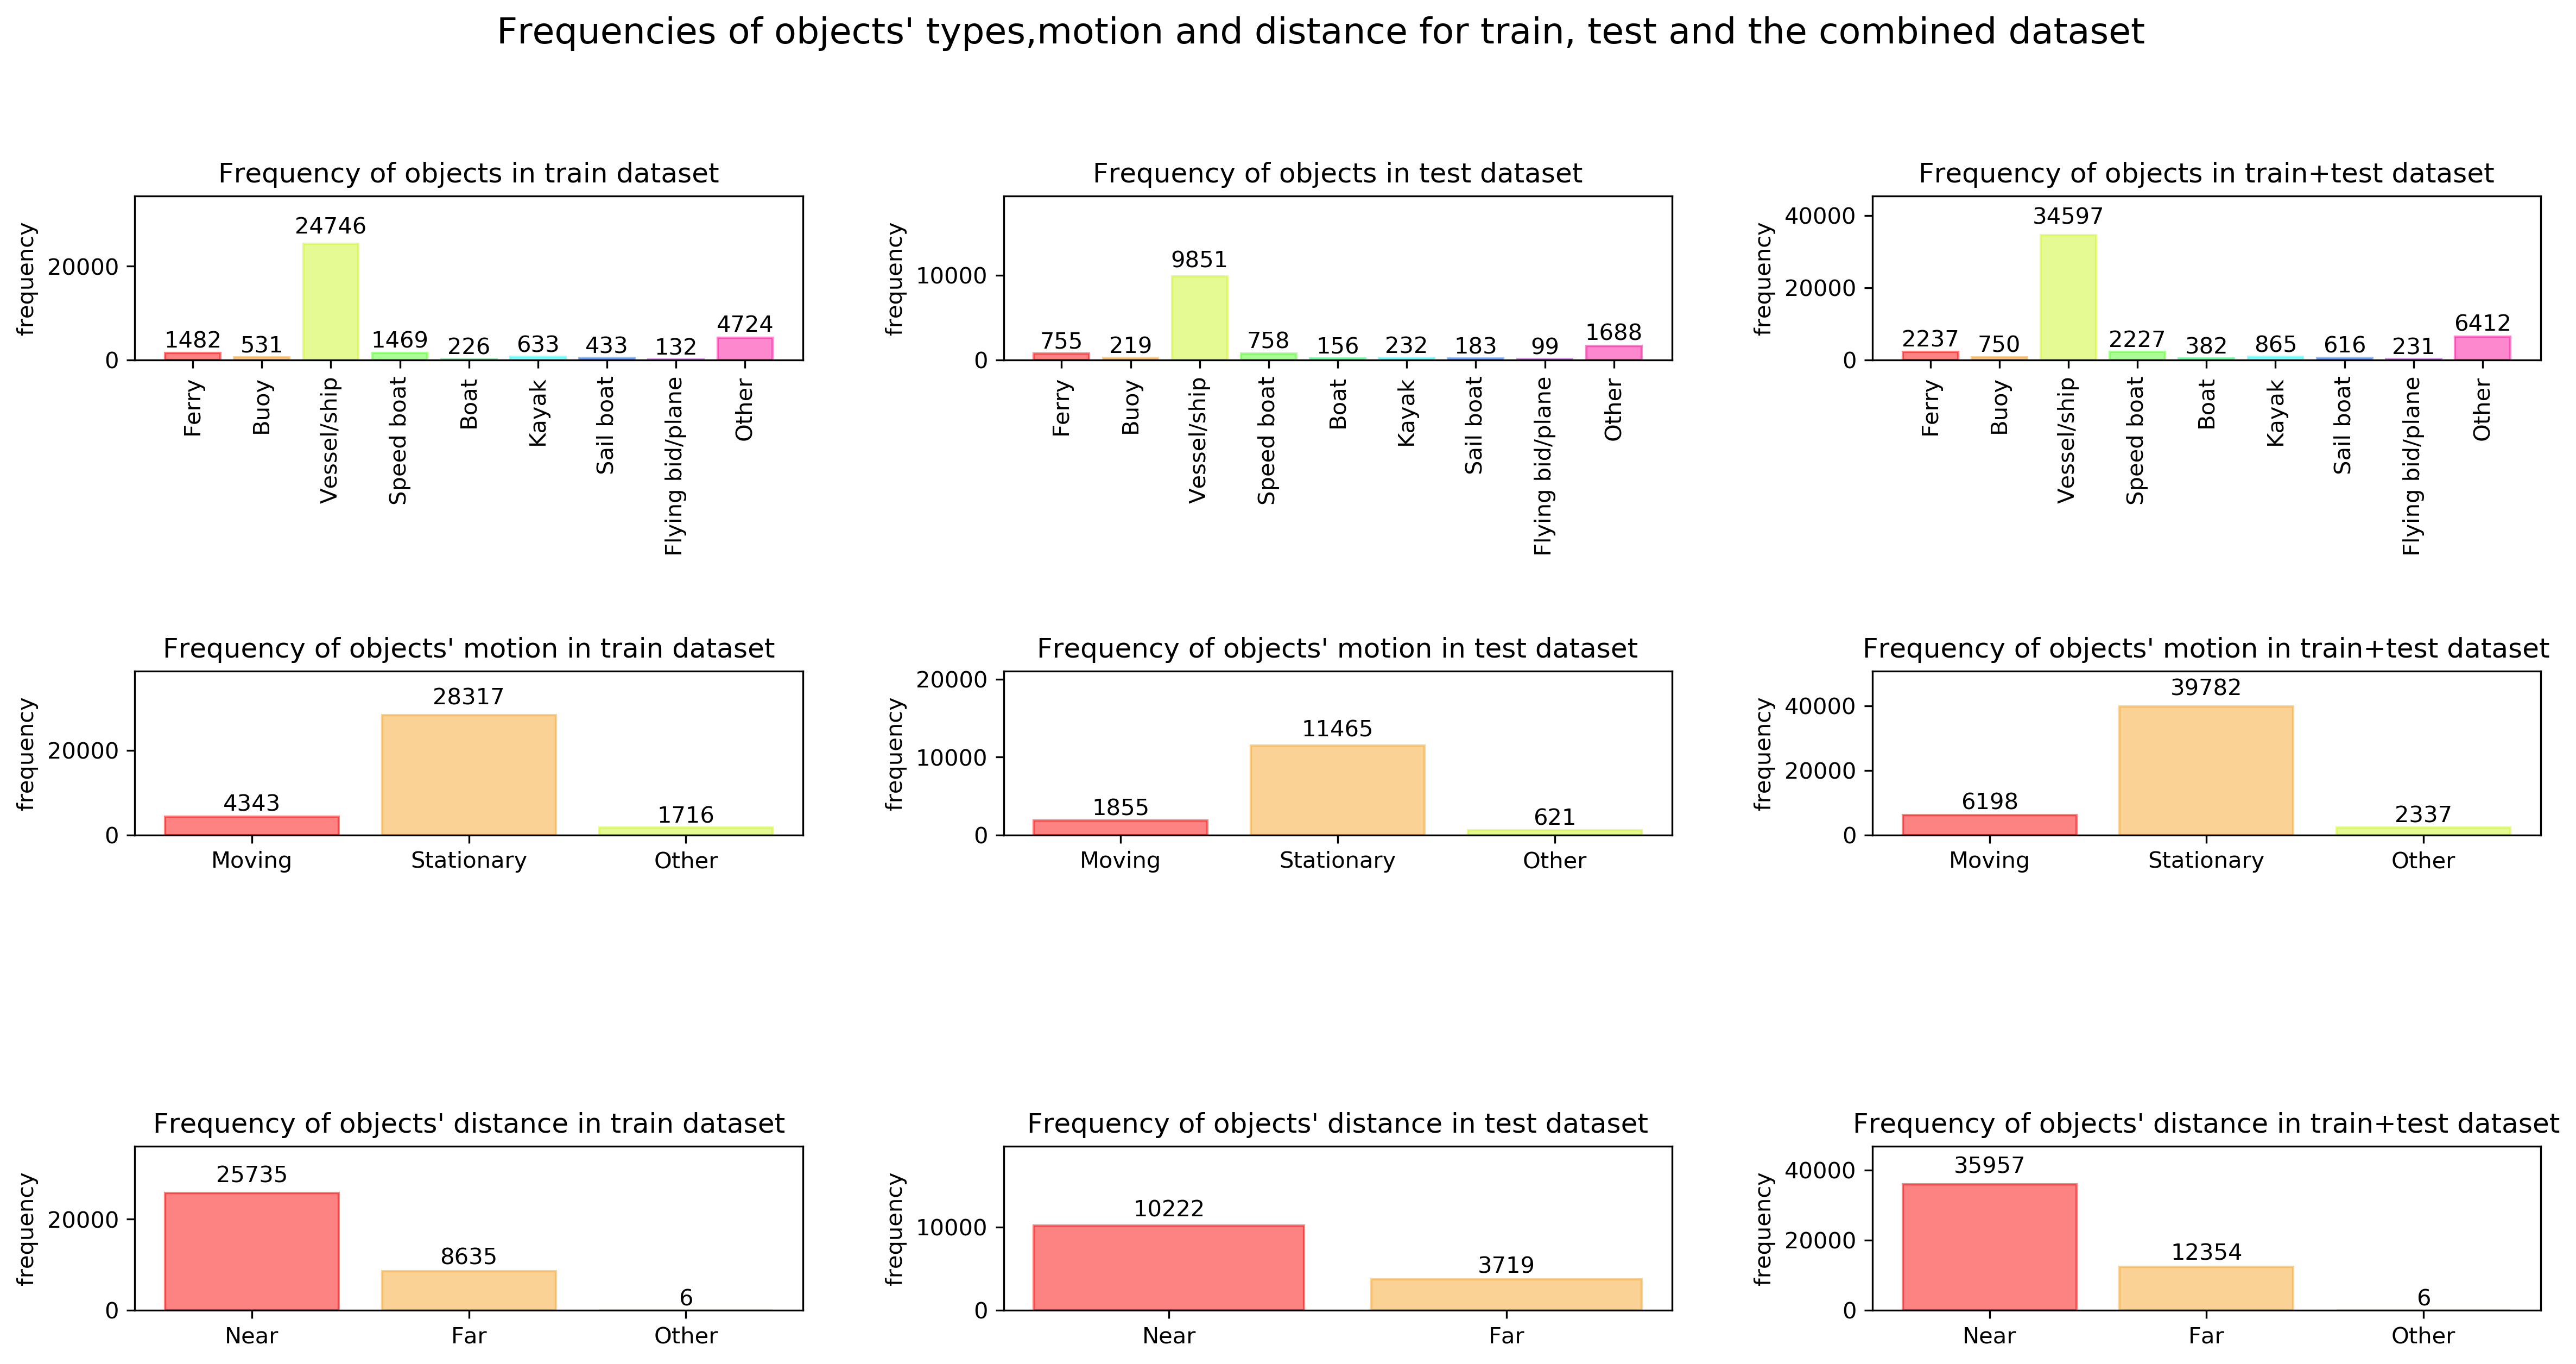 Frequencies of objects' types,motion and distance for train, test and the combined dataset
Frequency of objects in train dataset
frequency
20000
0
24746
1482
531
1469
226
633
433
132
4724
Ferry
Buoy
Vessel/ship
Speed boat
Boat
Kayak
Sail boat
Flying bid/plane
Other
Frequency of objects in test dataset
frequency
10000
0
9851
755
219
758
156
232
183
99
1688
Ferry
Buoy
Vessel/ship
Speed boat
Boat
Kayak
Sail boat
Flying bid/plane
Other
Frequency of objects in train+test dataset
frequency
40000
20000
0
34597
2237
750
2227
382
865
616
231
6412
Ferry
Buoy
Vessel/ship
Speed boat
Boat
Kayak
Sail boat
Flying bid/plane
Other
Frequency of objects' motion in train dataset
frequency
20000
0
4343
28317
1716
Moving
Stationary
Other
Frequency of objects' motion in test dataset
frequency
20000
10000
0
1855
11465
621
Moving
Stationary
Other
Frequency of objects' motion in train+test dataset
frequency
40000
20000
0
6198
39782
2337
Moving
Stationary
Other
Frequency of objects' distance in train dataset
frequency
20000
0
25735
8635
6
Near
Far
Other
Frequency of objects' distance in test dataset
frequency
10000
0
10222
3719
Near
Far
Frequency of objects' distance in train+test dataset
frequency
40000
20000
0
35957
12354
6
Near
Far
Other